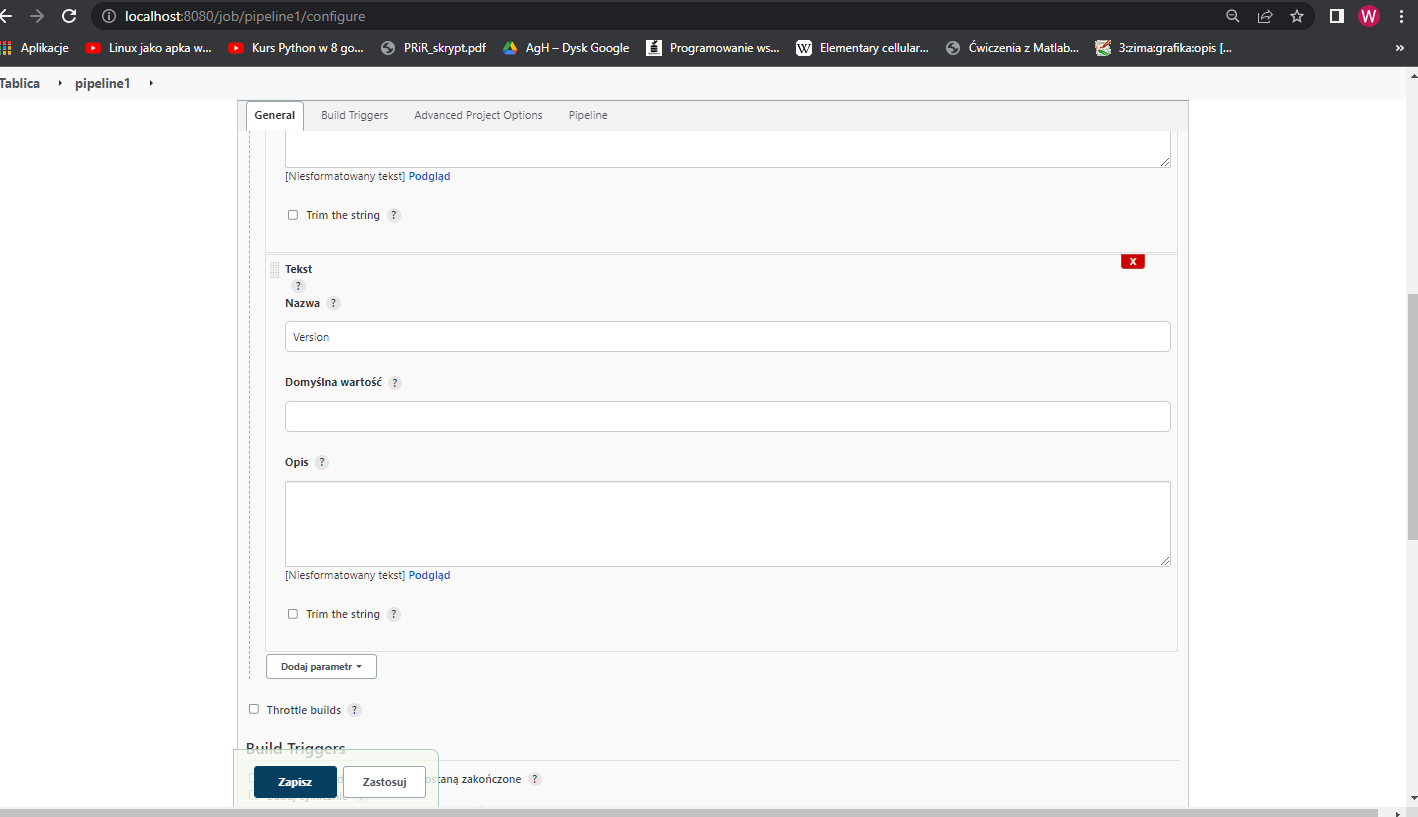 localhost:8080/job/pipeline1/configure
W
Aplikacje Linux jako apka w... Kurs Python w 8 go... PRiR_skrypt.pdf AgH – Dysk Google Programowanie ws... W Elementary cellular... Ćwiczenia z Matlab... 3:zima:grafika:opis [... »
Tablica pipeline1
General Build Triggers Advanced Project Options Pipeline
[Niesformatowany tekst] Podgląd
Trim the string ?
Tekst X
?
Nazwa ?
Version
Domyślna wartość ?
Opis ?
[Niesformatowany tekst] Podgląd
Trim the string ?
Dodaj parametr
Throttle builds ?
Build Triggers
Zapisz Zastosuj zakończone ?